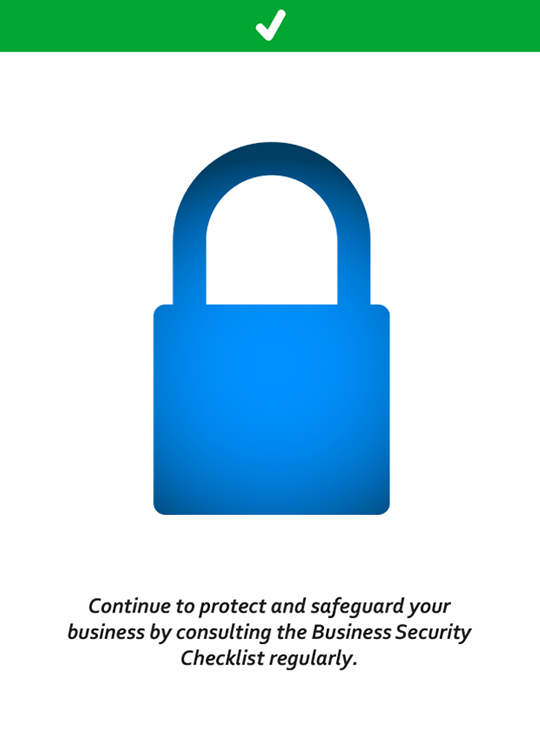 Continue to protect and safeguard your
business by consulting the Business Security
Checklist regularly.